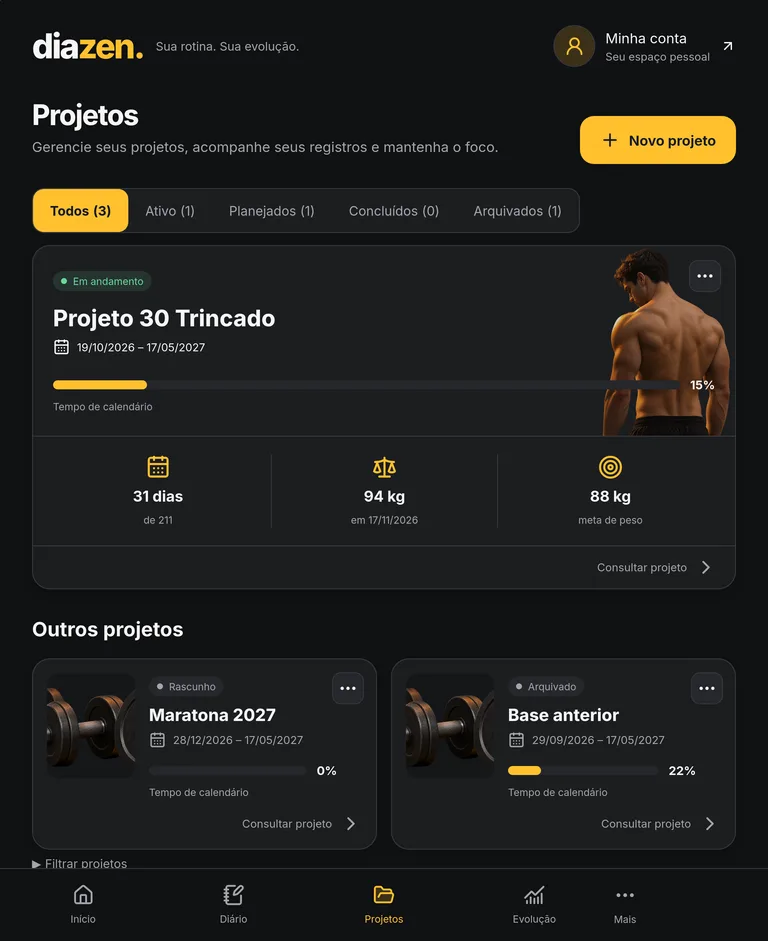 diazen.
Sua rotina. Sua evolução.
Minha conta
Seu espaço pessoal
Projetos
Gerencie seus projetos, acompanhe seus registros e mantenha o foco.
Novo projeto
Todos (3)
Ativo (1)
Planejados (1)
Concluídos (0)
Arquivados (1)
Em andamento
Projeto 30 Trincado
19/10/2026 – 17/05/2027
15%
Tempo de calendário
31 dias
de 211
94 kg
em 17/11/2026
88 kg
meta de peso
Consultar projeto
Outros projetos
Rascunho
Maratona 2027
28/12/2026 – 17/05/2027
0%
Tempo de calendário
Consultar projeto
Arquivado
Base anterior
29/09/2026 – 17/05/2027
22%
Tempo de calendário
Consultar projeto
▶ Filtrar projetos
Início
Diário
Projetos
Evolução
Mais